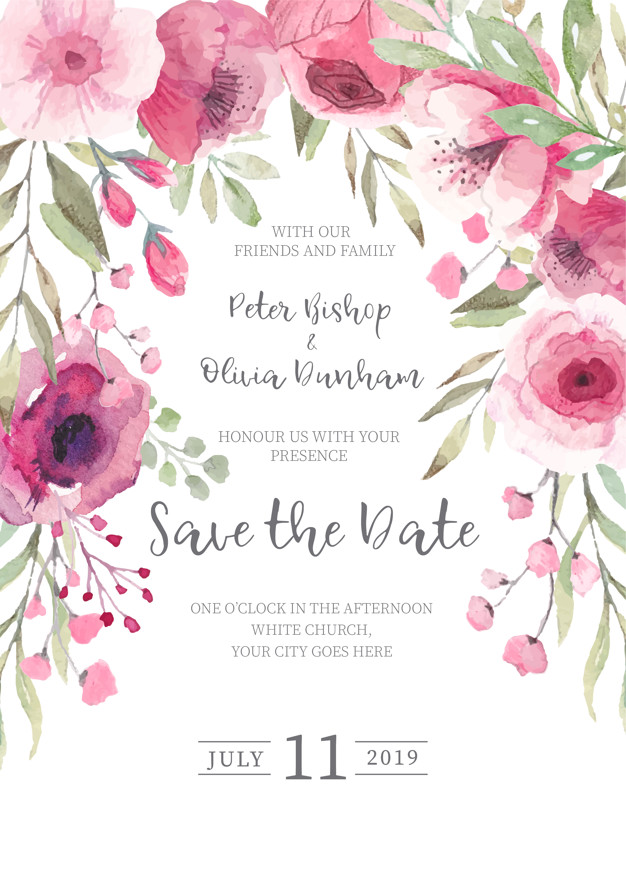 WITH OUR
FRIENDS AND FAMILY
Peter Bishop
&
Olivia Dunham
HONOUR US WITH YOUR
PRESENCE
Save the Date
ONE O'CLOCK IN THE AFTERNOON
WHITE CHURCH,
YOUR CITY GOES HERE
JULY 11 2019